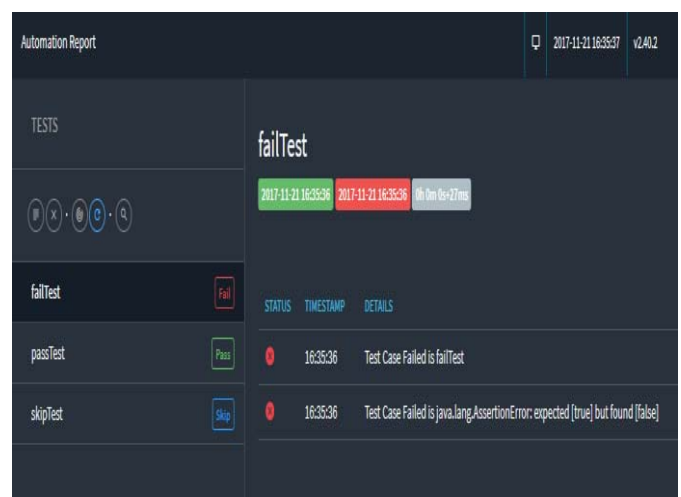 Automation Report
2017-11-21 16:35:37 v2.40.2
TESTS
failTest Fail
passTest Pass
skipTest Skip
failTest
2017-11-21 16:35:36 2017-11-21 16:35:36 0h 0m 0s+27ms
STATUS TIMESTAMP DETAILS
16:35:36 Test Case Failed is failTest
16:35:36 Test Case Failed is java.lang.AssertionError: expected [true] but found [false]